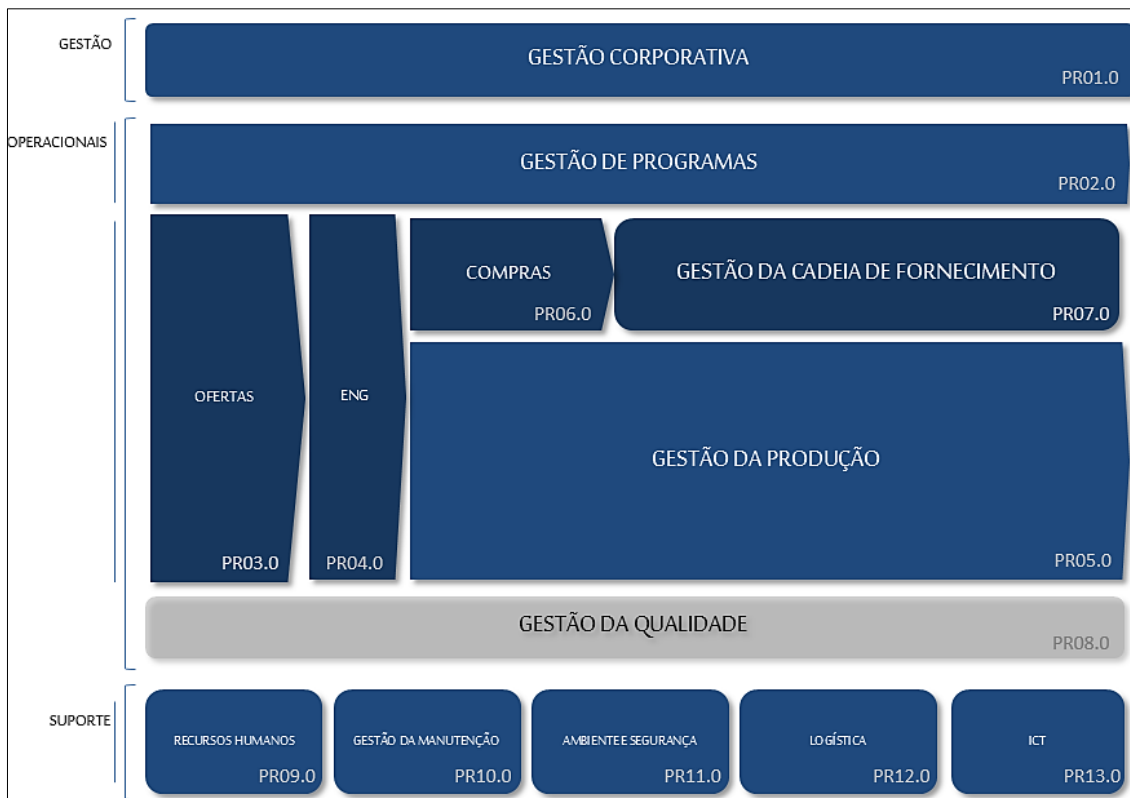 GESTÃO
GESTÃO CORPORATIVA
PR01.0
OPERACIONAIS
GESTÃO DE PROGRAMAS
PR02.0
OFERTAS
PR03.0
ENG
PR04.0
COMPRAS
PR06.0
GESTÃO DA CADEIA DE FORNECIMENTO
PR07.0
GESTÃO DA PRODUÇÃO
PR05.0
GESTÃO DA QUALIDADE
PR08.0
SUPORTE
RECURSOS HUMANOS
PR09.0
GESTÃO DA MANUTENÇÃO
PR10.0
AMBIENTE E SEGURANÇA
PR11.0
LOGÍSTICA
PR12.0
ICT
PR13.0